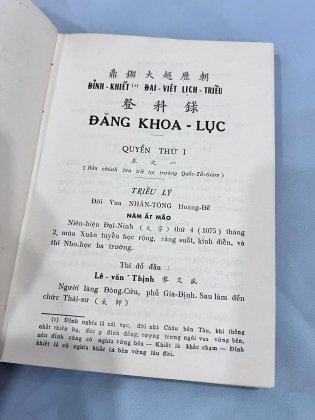 鼎鍥大越歷朝
ĐỈNH-KHIẾT (1) ĐẠI-VIỆT LỊCH-TRIỀU
登科錄
ĐĂNG KHOA-LỤC
QUYỂN THỨ I
卷之一
(Bản chánh lưu trữ tại trường Quốc-Tử-Giám)
TRIỀU LÝ
Đời Vua NHÂN-TÔNG Hoàng-Đế
NĂM ẤT MÃO
Niên-hiệu Đại-Ninh (太寧) thứ 4 (1075) tháng
2, mùa Xuân tuyển học rộng, ráng suốt, kinh điển, và
thi Nho.học ba trường.
Thi đỗ đầu :
Lê-văn Thịnh 黎文盛
Người làng Đông.Cứu, phủ Gia-Định. Sau làm đến
chức Thái-sư (太師)
(1) Đỉnh nghĩa là cái vạc, đời nhà Châu bên Tàu, khi thống
nhất thiên hạ, đúc 9 đỉnh đồng, tượng trưng ngôi vua vững bền,
nên đỉnh cũng có nghĩa vững bền — Khiết là khắc chạm — Đỉnh
khiết là có nghĩa khắc in bền vững lâu đời.